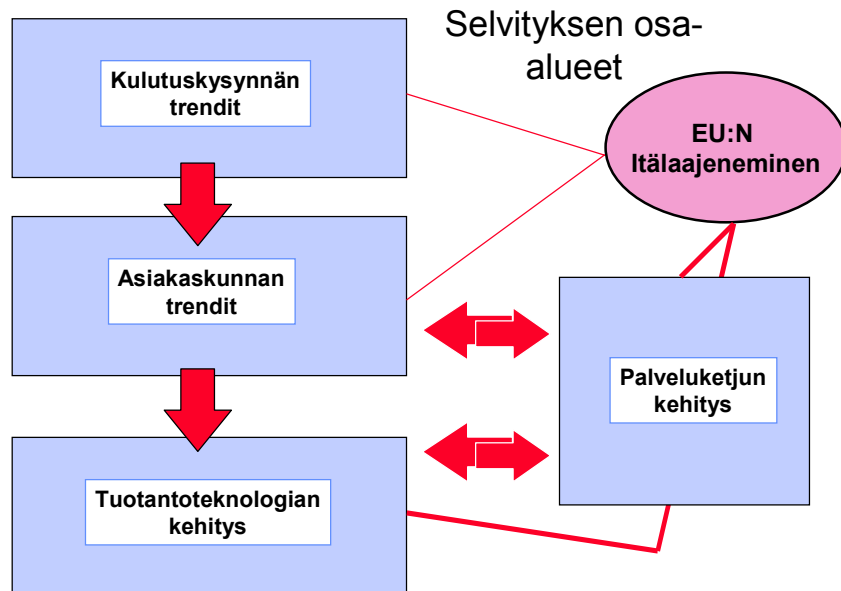 Selvityksen osa-
alueet
Kulutuskysynnän
trendit
EU:N
Itälaajeneminen
Asiakaskunnan
trendit
Palveluketjun
kehitys
Tuotantoteknologian
kehitys